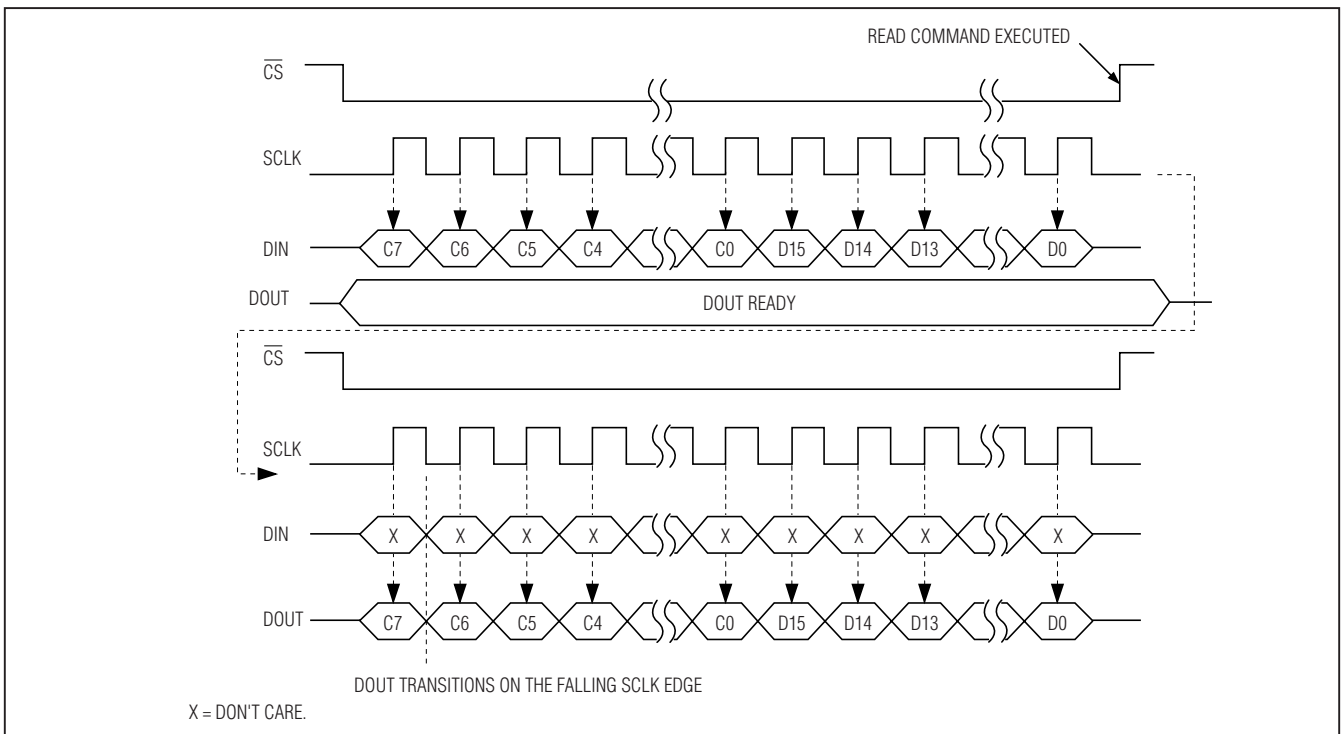 READ COMMAND EXECUTED
CS
SCLK
DIN C7 C6 C5 C4 C0 D15 D14 D13 D0
DOUT DOUT READY
CS
SCLK
DIN X X X X X X X X X
DOUT C7 C6 C5 C4 C0 D15 D14 D13 D0
DOUT TRANSITIONS ON THE FALLING SCLK EDGE
X = DON'T CARE.